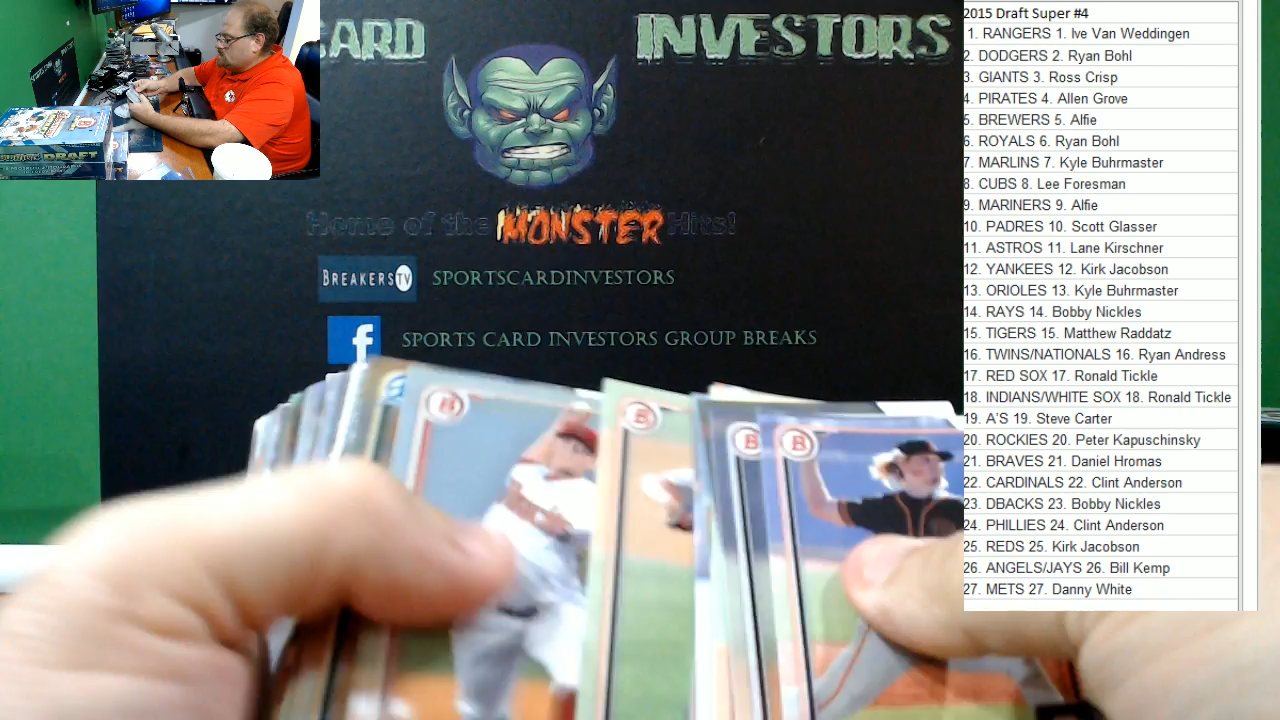 CARD INVESTORS
Home of the MONSTER Hits!
BREAKERS TV SPORTSCARDINVESTORS
f SPORTS CARD INVESTORS GROUP BREAKS
DRAFT
B
B
B
B
2015 Draft Super #4
1. RANGERS 1. Ive Van Weddingen
2. DODGERS 2. Ryan Bohl
3. GIANTS 3. Ross Crisp
4. PIRATES 4. Allen Grove
5. BREWERS 5. Alfie
6. ROYALS 6. Ryan Bohl
7. MARLINS 7. Kyle Buhrmaster
8. CUBS 8. Lee Foresman
9. MARINERS 9. Alfie
10. PADRES 10. Scott Glasser
11. ASTROS 11. Lane Kirschner
12. YANKEES 12. Kirk Jacobson
13. ORIOLES 13. Kyle Buhrmaster
14. RAYS 14. Bobby Nickles
15. TIGERS 15. Matthew Raddatz
16. TWINS/NATIONALS 16. Ryan Andress
17. RED SOX 17. Ronald Tickle
18. INDIANS/WHITE SOX 18. Ronald Tickle
19. A'S 19. Steve Carter
20. ROCKIES 20. Peter Kapuschinsky
21. BRAVES 21. Daniel Hromas
22. CARDINALS 22. Clint Anderson
23. DBACKS 23. Bobby Nickles
24. PHILLIES 24. Clint Anderson
25. REDS 25. Kirk Jacobson
26. ANGELS/JAYS 26. Bill Kemp
27. METS 27. Danny White